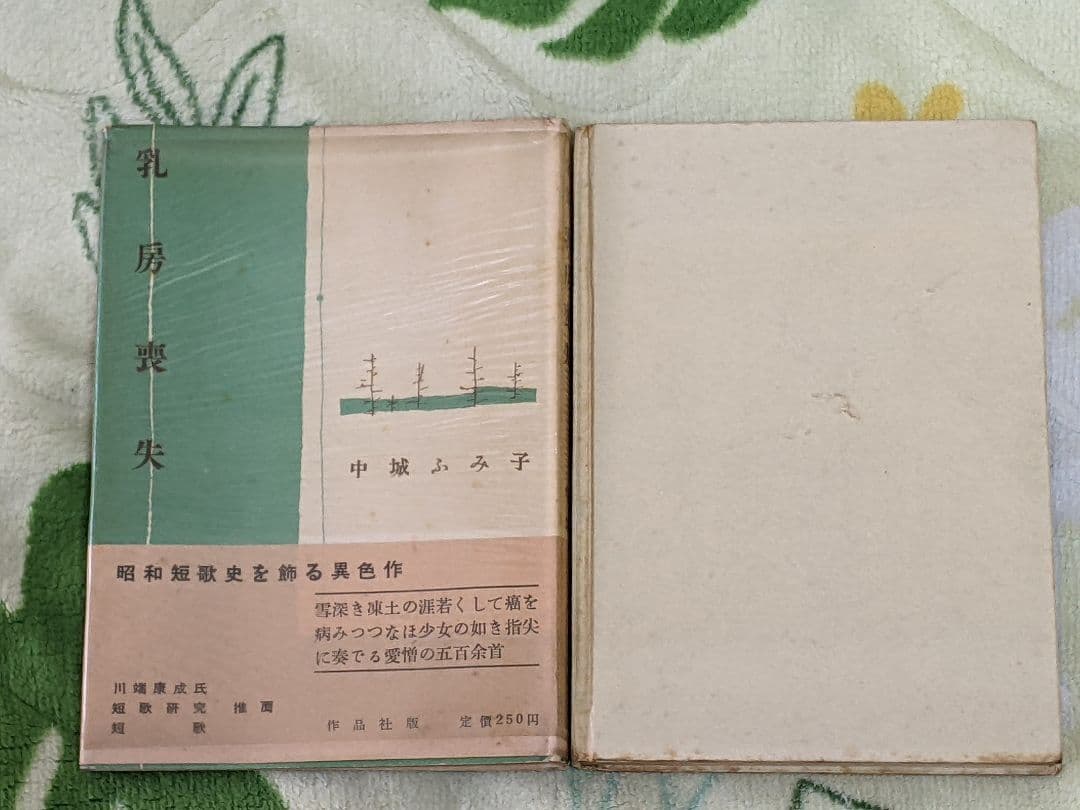 乳房喪失
中城ふみ子
昭和短歌史を飾る異色作
雪深き凍土の涯若くして癌を
病みつつなほ少女の如き指尖
に奏でる愛憎の五百余首
川端康成氏
短歌研究 推薦
短歌
作品社版 定價250円